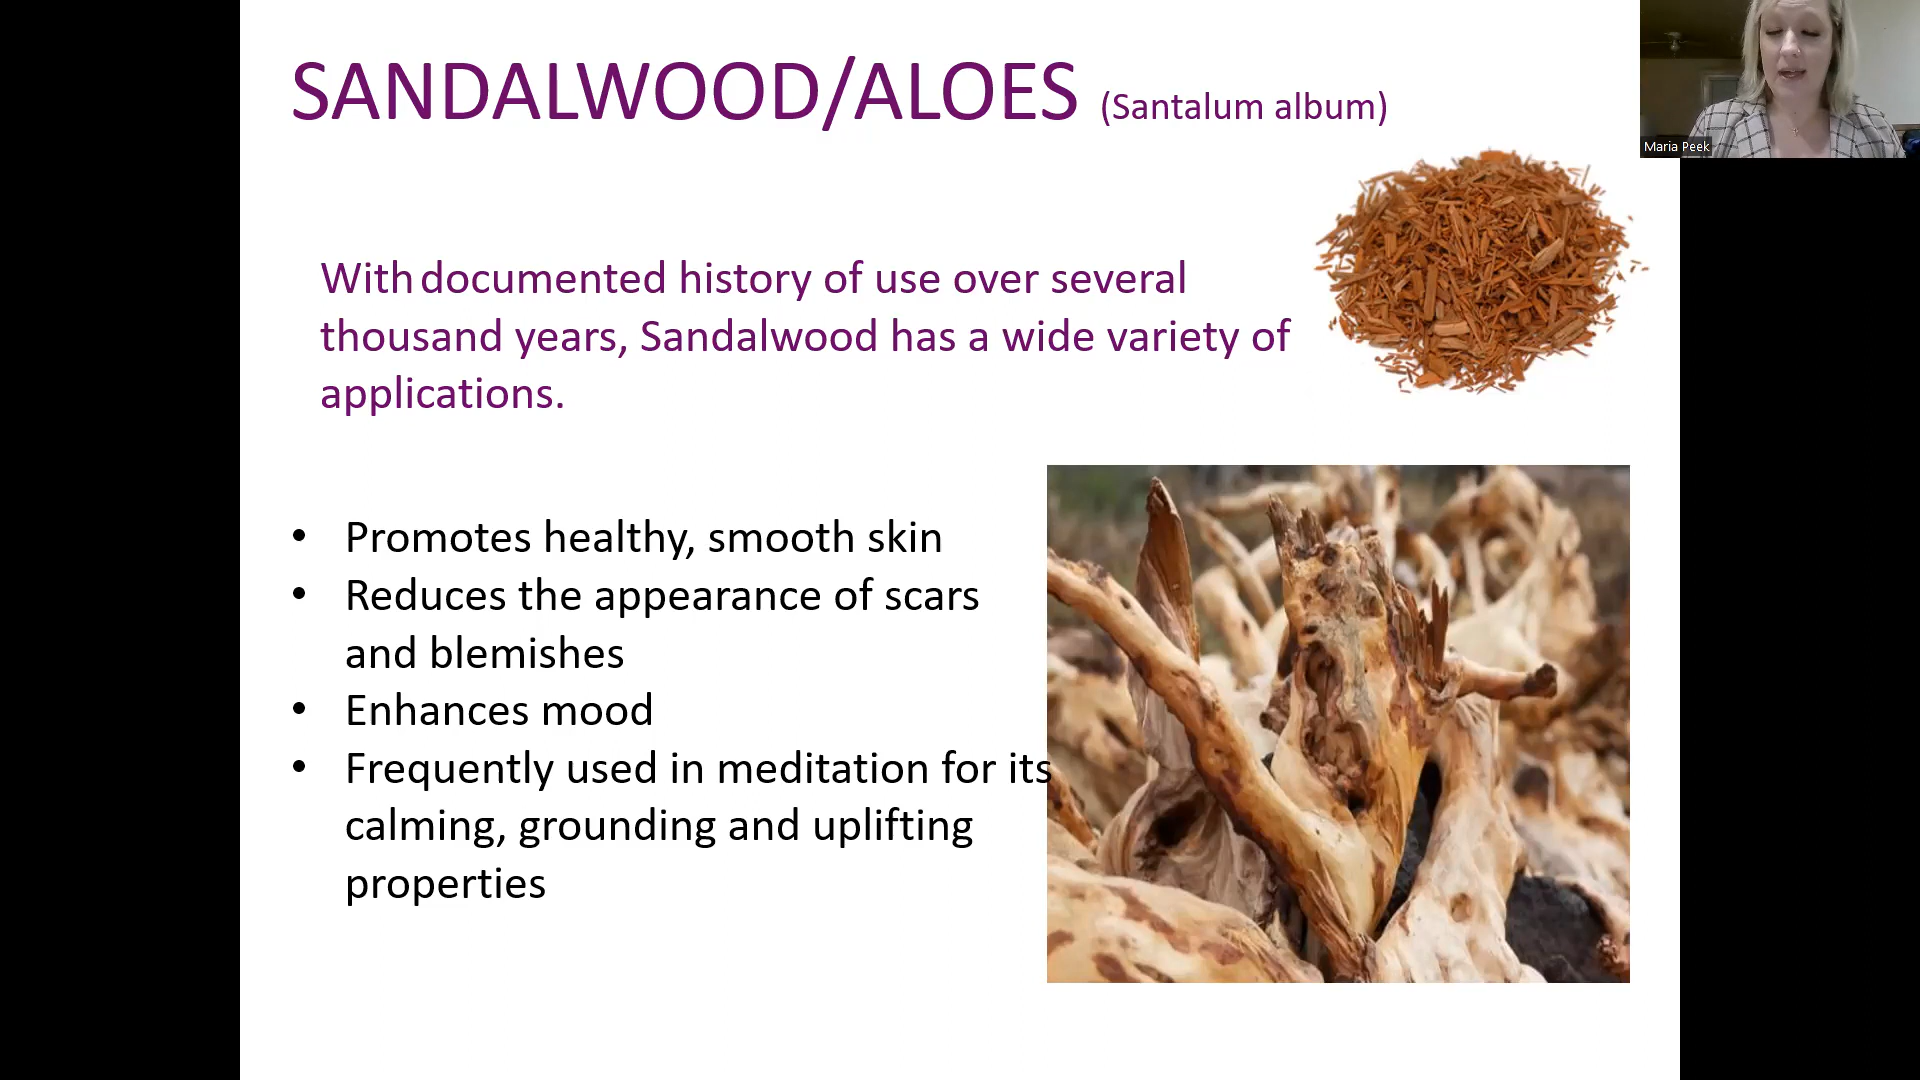 SANDALWOOD/ALOES (Santalum album)
Maria Peek
With documented history of use over several
thousand years, Sandalwood has a wide variety of
applications.
• Promotes healthy, smooth skin
• Reduces the appearance of scars
and blemishes
• Enhances mood
• Frequently used in meditation for its
calming, grounding and uplifting
properties